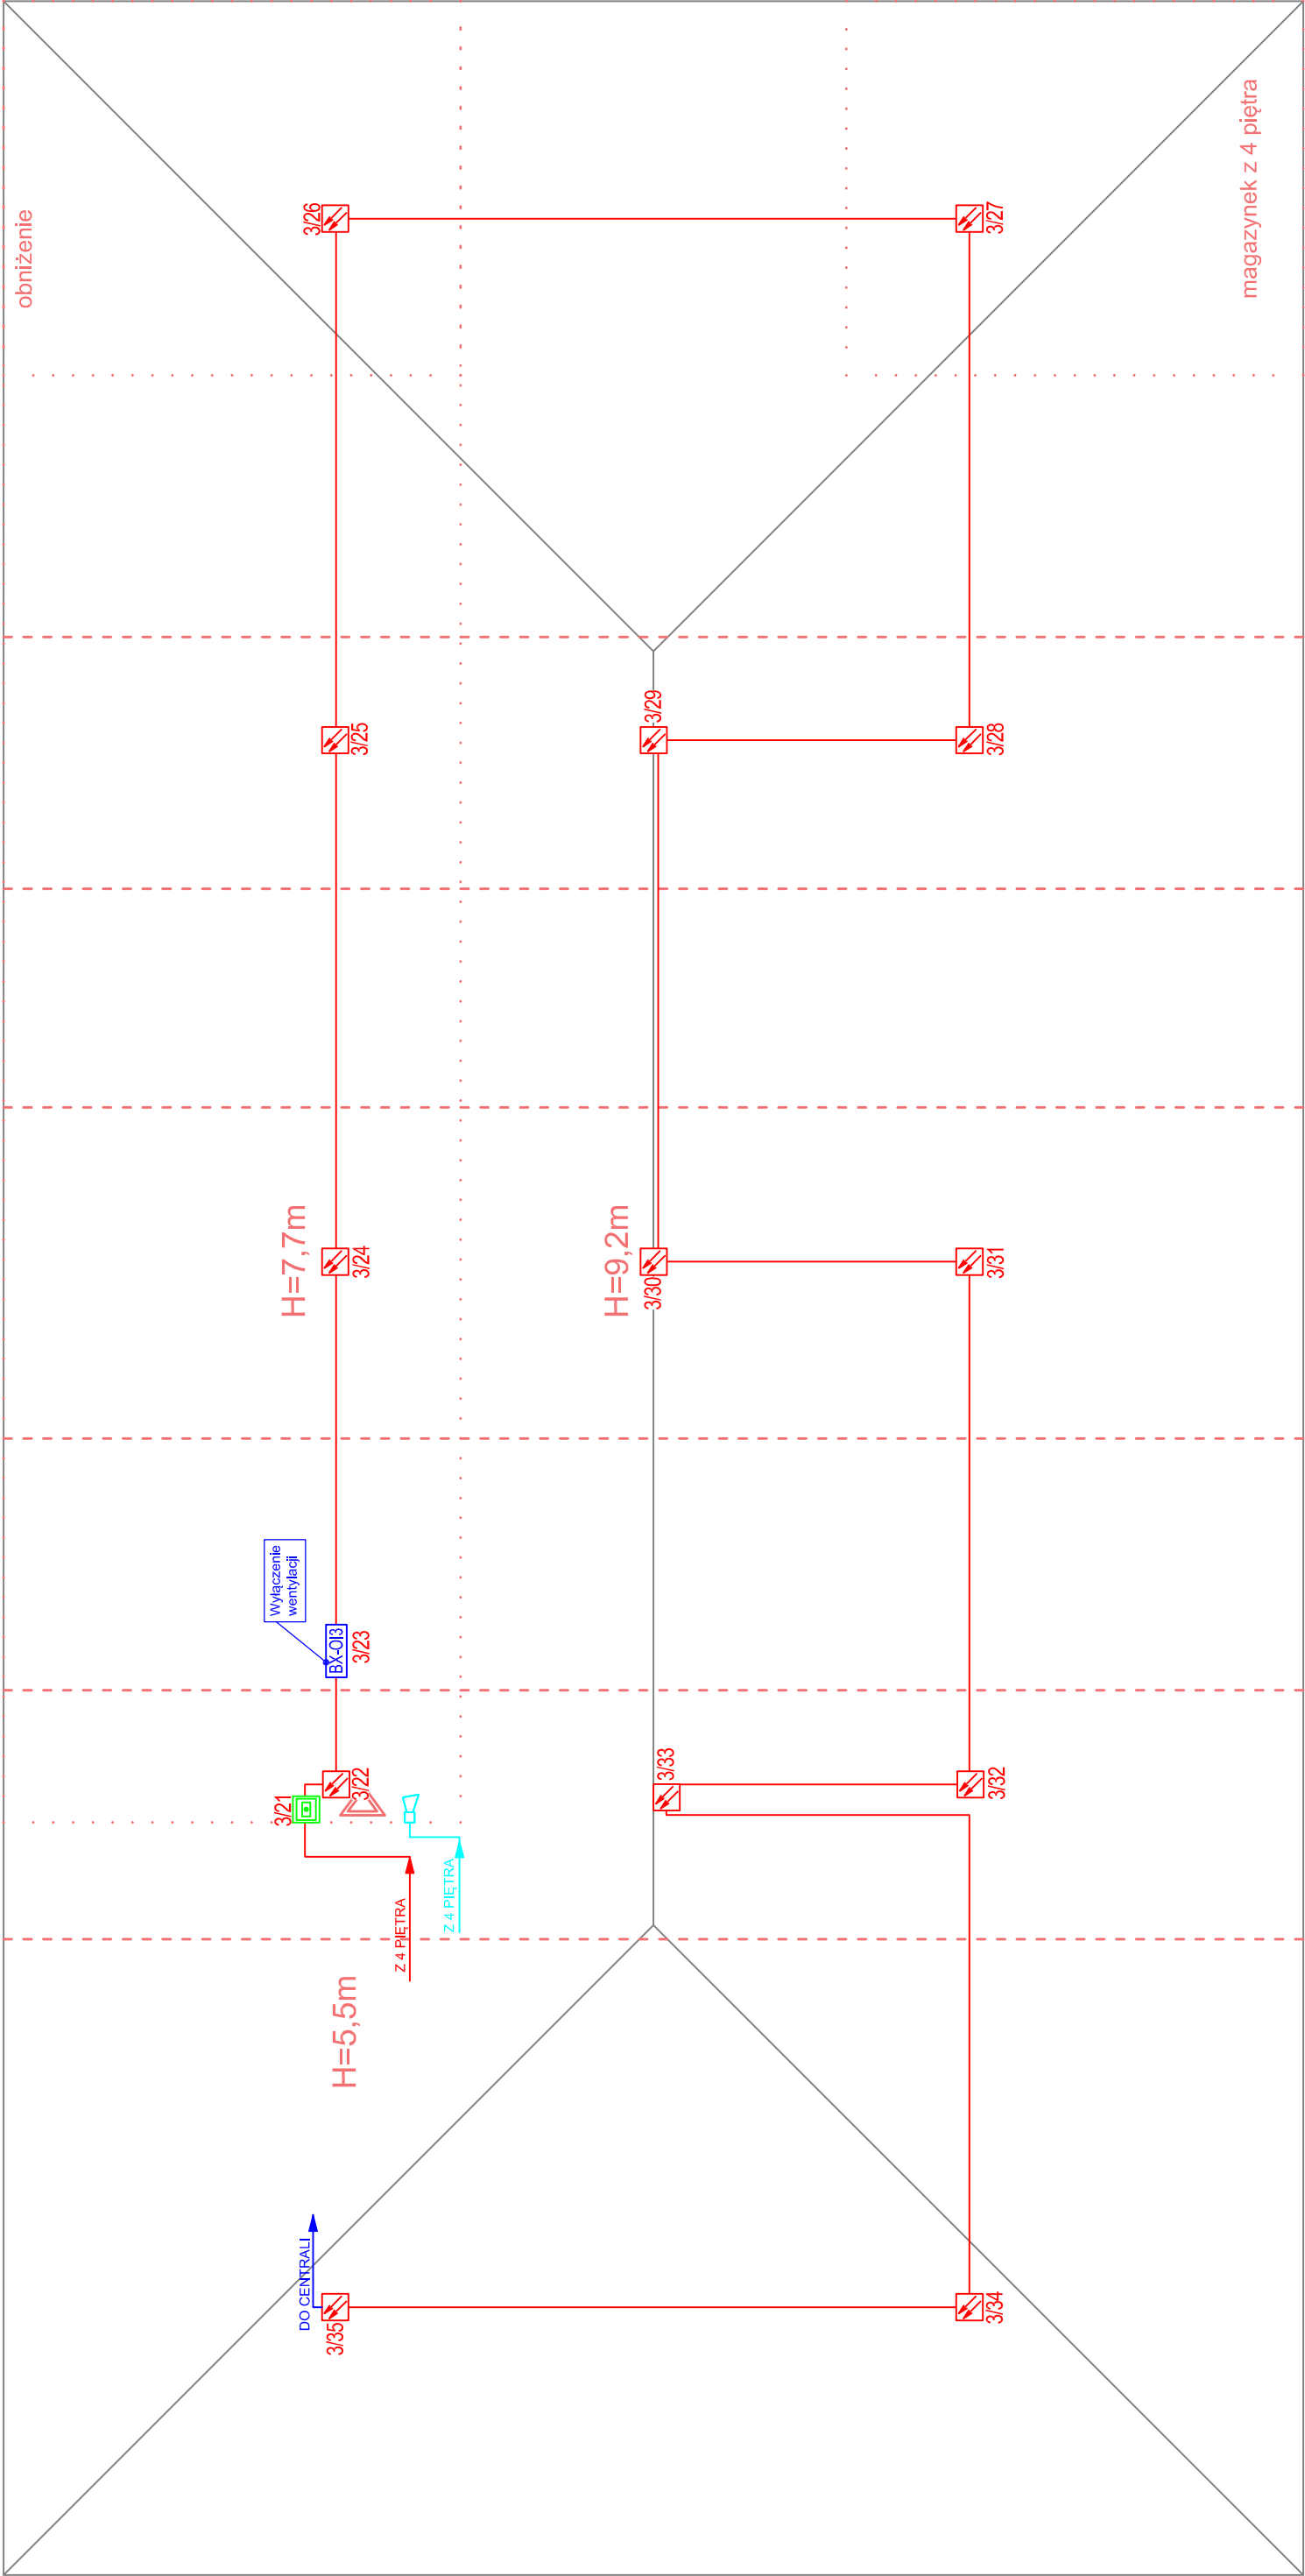 obniżenie
magazynek z 4 piętra
3/26
3/27
3/25
3/29
3/28
H=7,7m
H=9,2m
3/24
3/30
3/31
Wyłączenie
wentylacji
BX-OI3
3/23
3/22
3/21
3/33
3/32
Z 4 PIĘTRA
Z 4 PIĘTRA
H=5,5m
DO CENTRALI
3/35
3/34